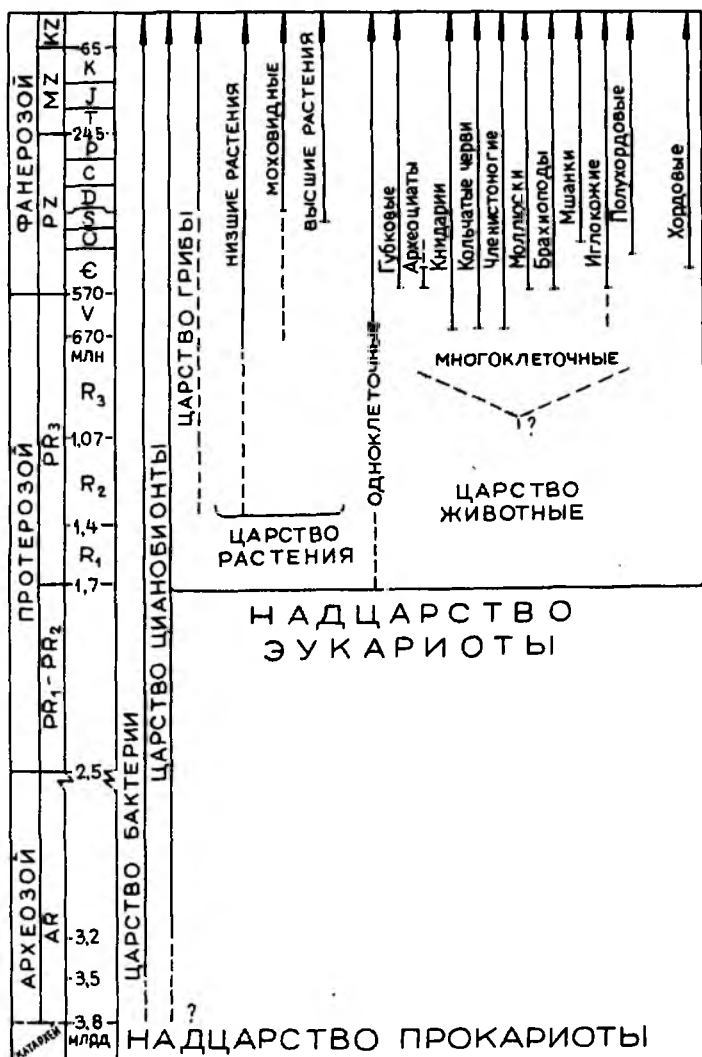 ФАНЕРОЗОЙ
ПРОТЕРОЗОЙ
АРХЕОЗОЙ
КАТАРХЕЙ
KZ
MZ
PZ
PR₃
PR₁-PR₂
AR
65
K
J
T
245
P
C
D
S
O
Є
570
V
670
млн
R₃
1,07
R₂
1,4
R₁
1,7
2,5
3,2
3,5
3,8
млрд
ЦАРСТВО БАКТЕРИИ
ЦАРСТВО ЦИАНОБИОНТЫ
?
ЦАРСТВО ГРИБЫ
НИЗШИЕ РАСТЕНИЯ
МОХОВИДНЫЕ
ВЫСШИЕ РАСТЕНИЯ
ЦАРСТВО
РАСТЕНИЯ
ОДНОКЛЕТОЧНЫЕ
Губковые
Археоциаты
Книдарии
Кольчатые черви
Членистоногие
Моллюски
Брахиоподы
Мшанки
Иглокожие
Полухордовые
Хордовые
МНОГОКЛЕТОЧНЫЕ
?
ЦАРСТВО
ЖИВОТНЫЕ
НАДЦАРСТВО
ЭУКАРИОТЫ
НАДЦАРСТВО ПРОКАРИОТЫ